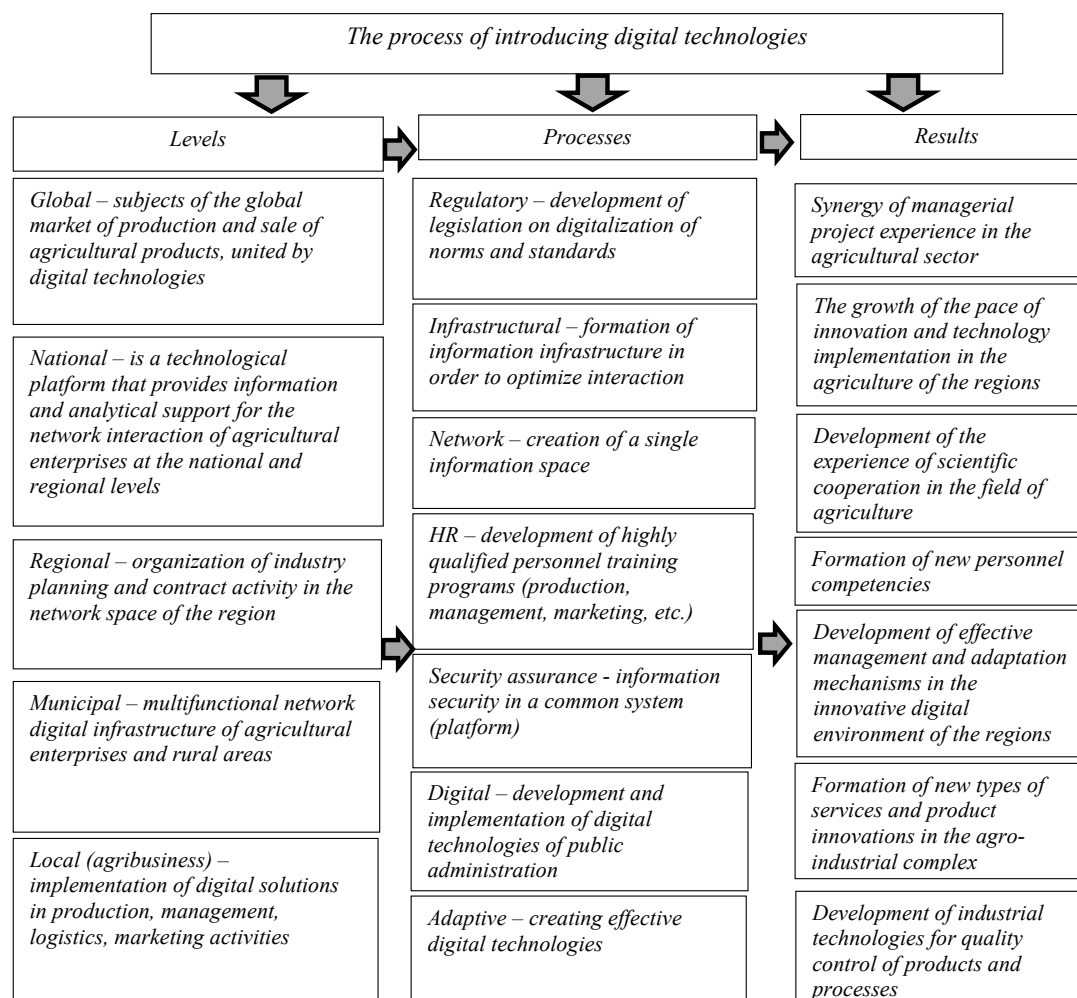 The process of introducing digital technologies
Levels
Processes
Results
Global – subjects of the global
market of production and sale of
agricultural products, united by
digital technologies
National – is a technological
platform that provides information
and analytical support for the
network interaction of agricultural
enterprises at the national and
regional levels
Regional – organization of industry
planning and contract activity in the
network space of the region
Municipal – multifunctional network
digital infrastructure of agricultural
enterprises and rural areas
Local (agribusiness) –
implementation of digital solutions
in production, management,
logistics, marketing activities
Regulatory – development of
legislation on digitalization of
norms and standards
Infrastructural – formation of
information infrastructure in
order to optimize interaction
Network – creation of a single
information space
HR – development of highly
qualified personnel training
programs (production,
management, marketing, etc.)
Security assurance - information
security in a common system
(platform)
Digital – development and
implementation of digital
technologies of public
administration
Adaptive – creating effective
digital technologies
Synergy of managerial
project experience in the
agricultural sector
The growth of the pace of
innovation and technology
implementation in the
agriculture of the regions
Development of the
experience of scientific
cooperation in the field of
agriculture
Formation of new personnel
competencies
Development of effective
management and adaptation
mechanisms in the
innovative digital
environment of the regions
Formation of new types of
services and product
innovations in the agro-
industrial complex
Development of industrial
technologies for quality
control of products and
processes